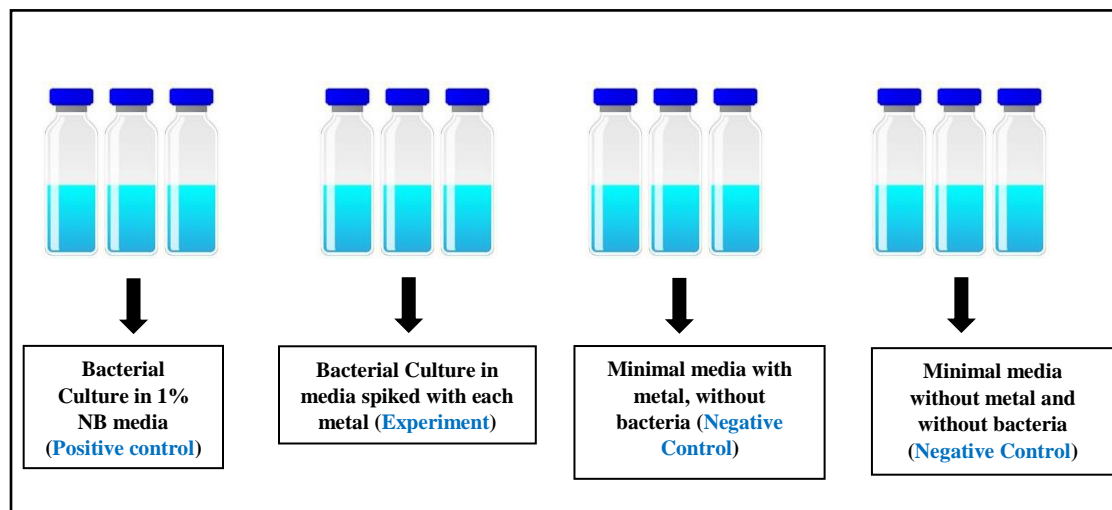 Bacterial
Culture in 1%
NB media
(Positive control)
Bacterial Culture in
media spiked with each
metal (Experiment)
Minimal media with
metal, without
bacteria (Negative
Control)
Minimal media
without metal and
without bacteria
(Negative Control)